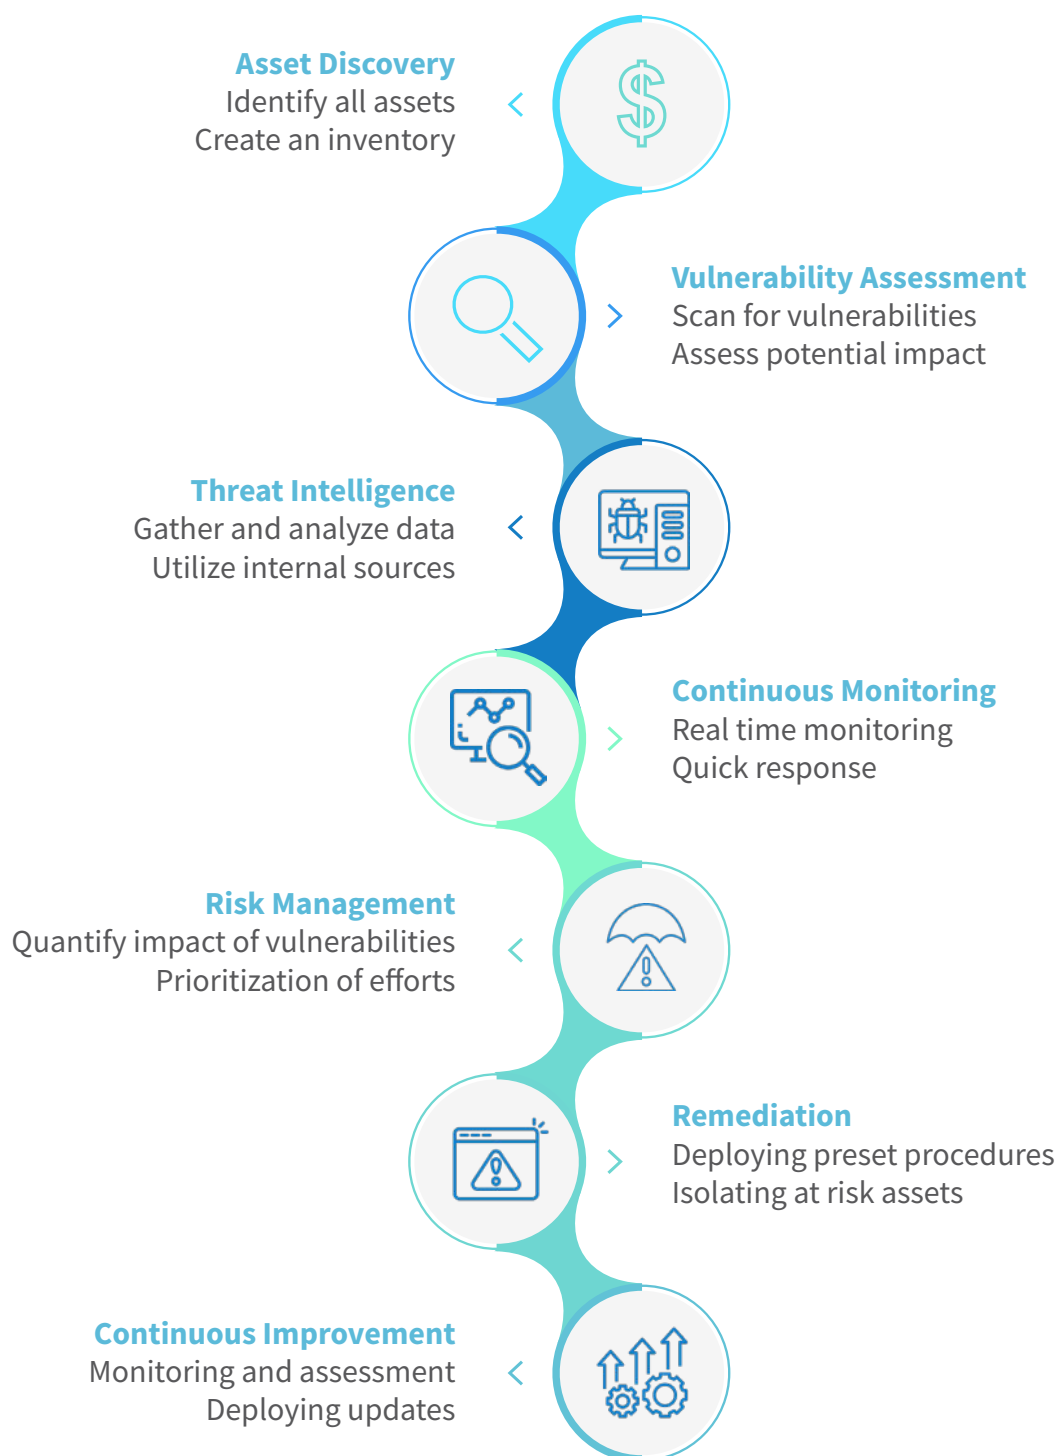 Asset Discovery
Identify all assets
Create an inventory
Vulnerability Assessment
Scan for vulnerabilities
Assess potential impact
Threat Intelligence
Gather and analyze data
Utilize internal sources
Continuous Monitoring
Real time monitoring
Quick response
Risk Management
Quantify impact of vulnerabilities
Prioritization of efforts
Remediation
Deploying preset procedures
Isolating at risk assets
Continuous Improvement
Monitoring and assessment
Deploying updates